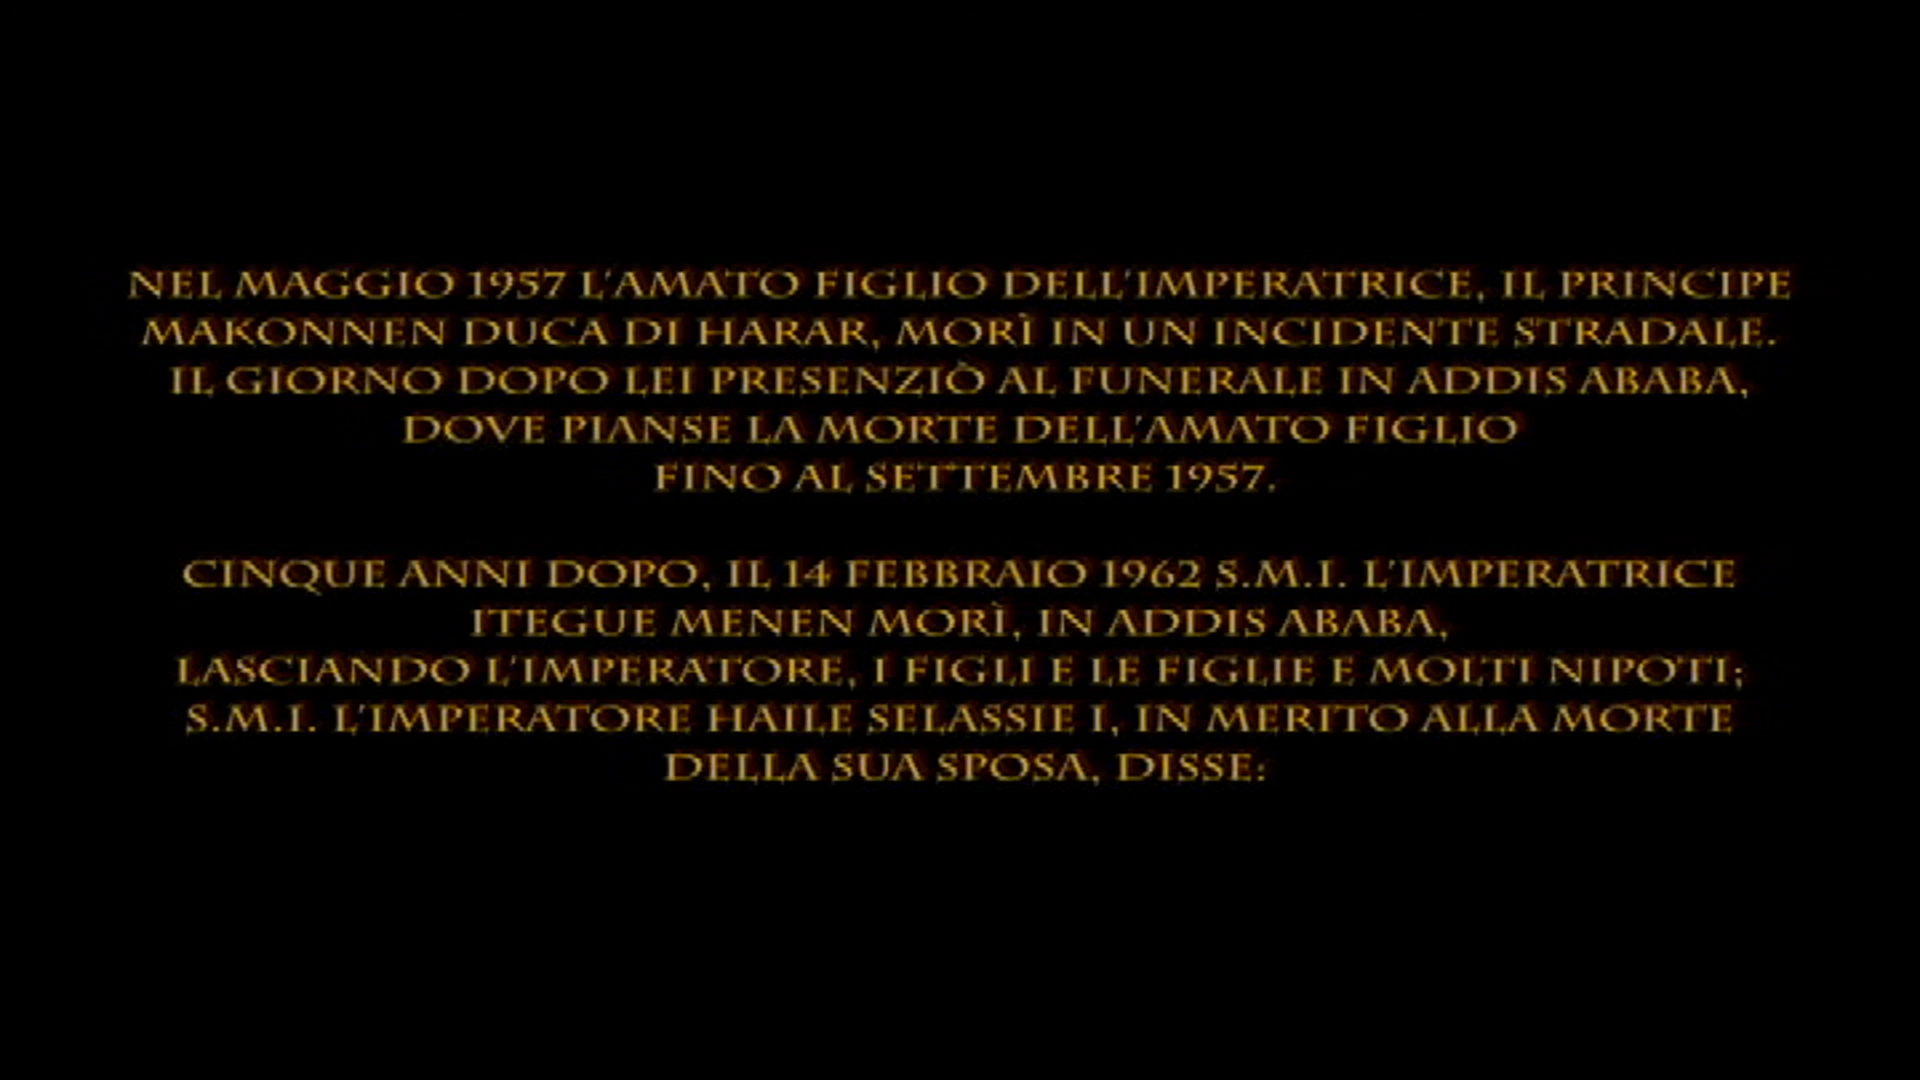 NEL MAGGIO 1957 L'AMATO FIGLIO DELL'IMPERATRICE, IL PRINCIPE
MAKONNEN DUCA DI HARAR, MORÌ IN UN INCIDENTE STRADALE.
IL GIORNO DOPO LEI PRESENZIÒ AL FUNERALE IN ADDIS ABABA,
DOVE PIANSE LA MORTE DELL'AMATO FIGLIO
FINO AL SETTEMBRE 1957.
CINQUE ANNI DOPO, IL 14 FEBBRAIO 1962 S.M.I. L'IMPERATRICE
ITEGUE MENEN MORÌ, IN ADDIS ABABA,
LASCIANDO L'IMPERATORE, I FIGLI E LE FIGLIE E MOLTI NIPOTI;
S.M.I. L'IMPERATORE HAILE SELASSIE I, IN MERITO ALLA MORTE
DELLA SUA SPOSA, DISSE: